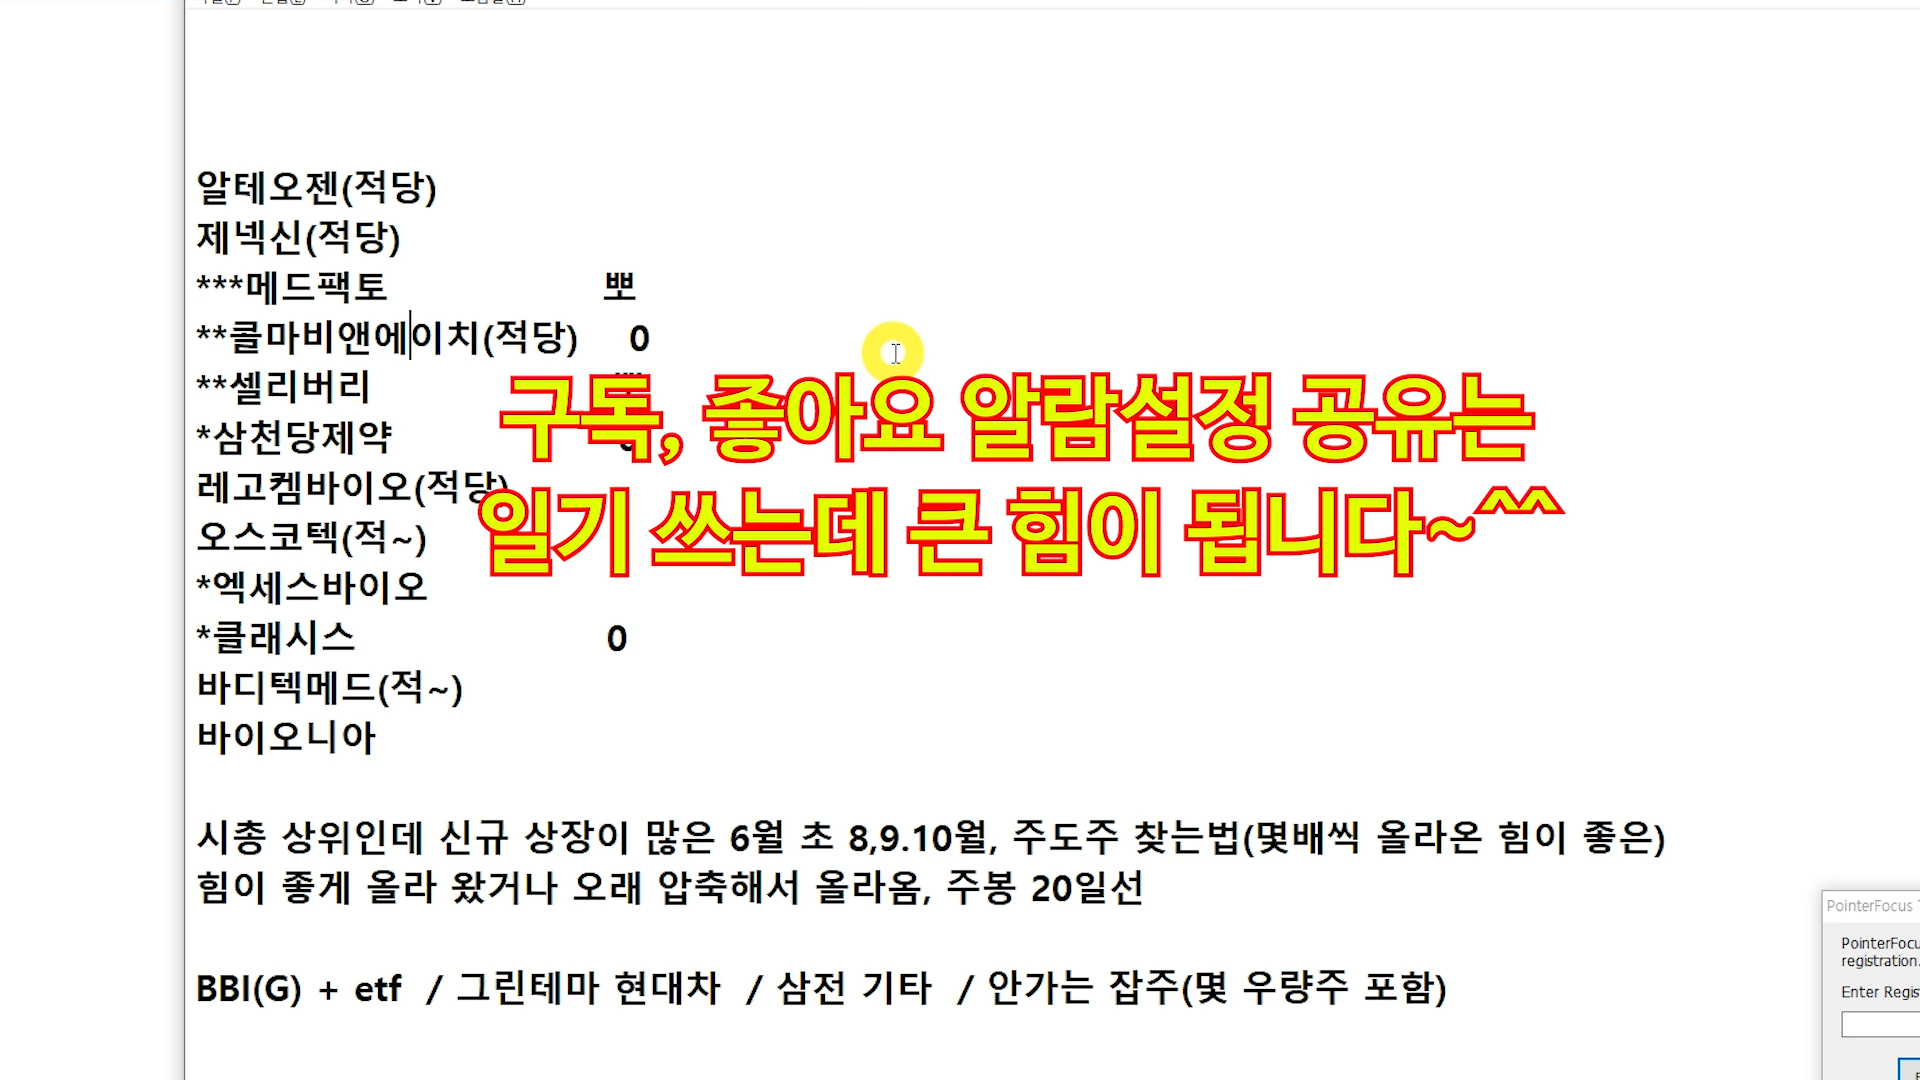 알테오젠(적당)
제넥신(적당)
***메드팩토 뽀
**콜마비앤에이치(적당) 0
**셀리버리
*삼천당제약
레고켐바이오(적당)
오스코텍(적~)
*엑세스바이오
*클래시스 0
바디텍메드(적~)
바이오니아
구독, 좋아요 알람설정 공유는
일기 쓰는데 큰 힘이 됩니다~^^
시총 상위인데 신규 상장이 많은 6월 초 8,9.10월, 주도주 찾는법(몇배씩 올라온 힘이 좋은)
힘이 좋게 올라 왔거나 오래 압축해서 올라옴, 주봉 20일선
BBI(G) + etf / 그린테마 현대차 / 삼전 기타 / 안가는 잡주(몇 우량주 포함)
PointerFocus
registration.
Enter